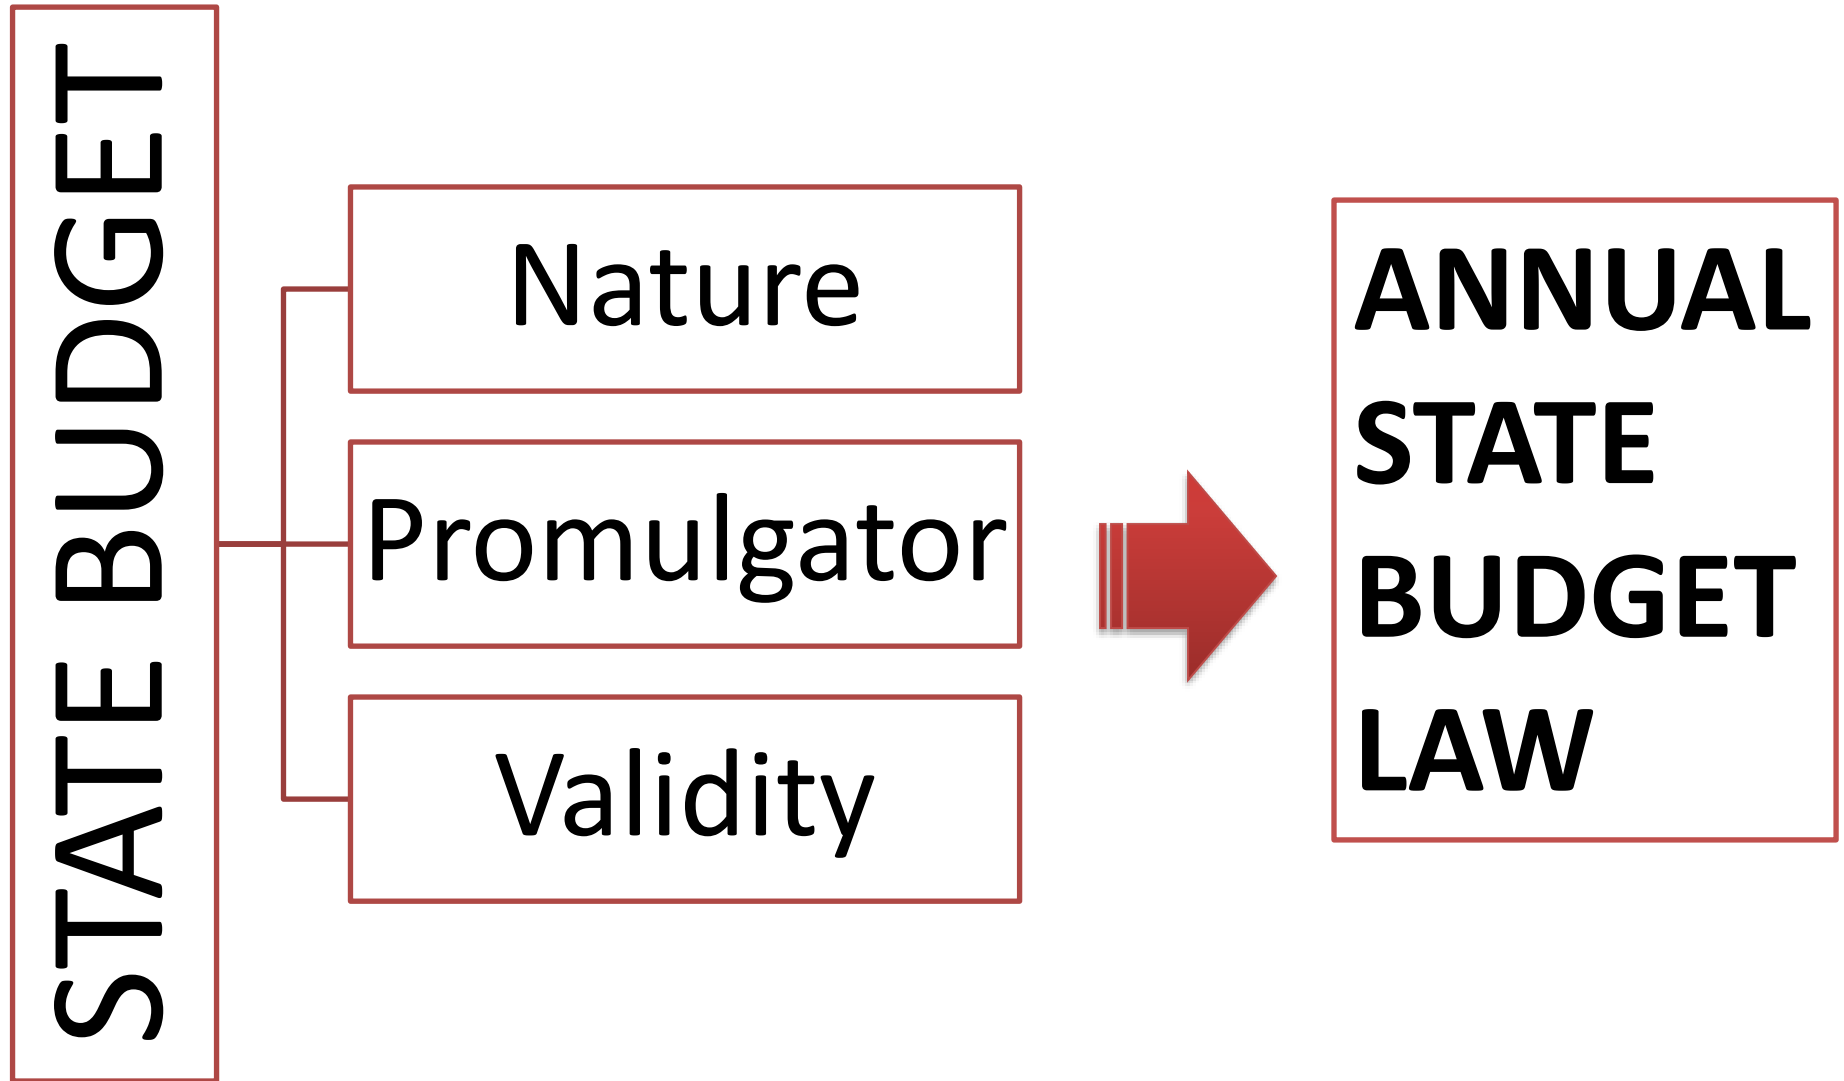 STATE BUDGET
Nature
Promulgator
Validity
ANNUAL
STATE
BUDGET
LAW